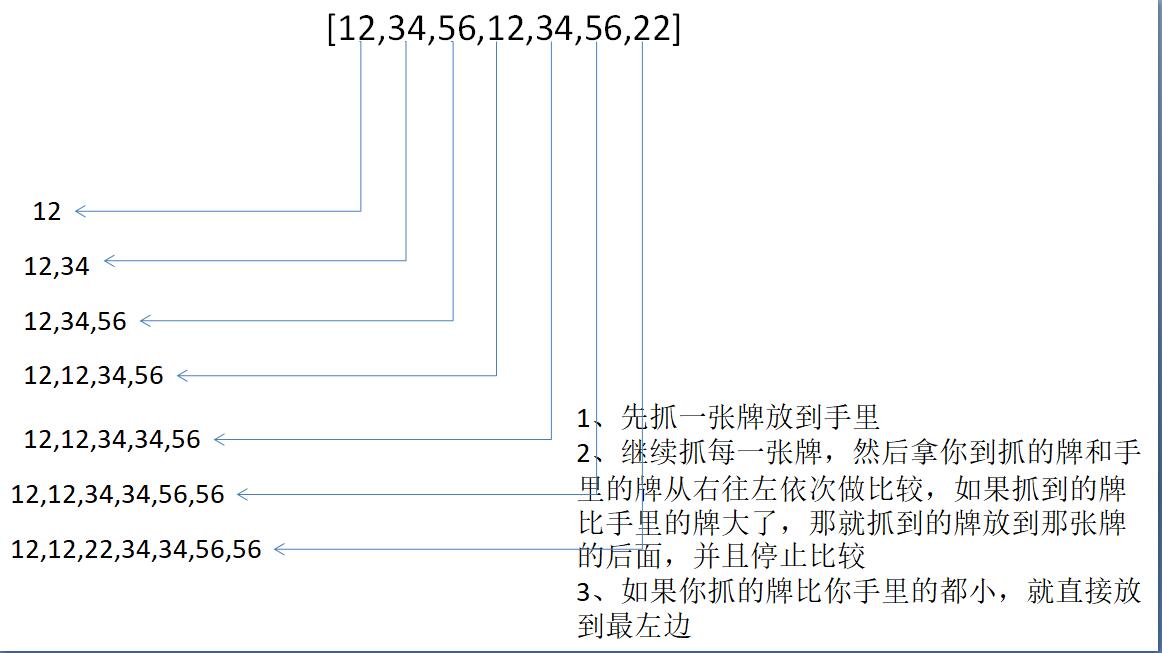 [12,34,56,12,34,56,22]
12
12,34
12,34,56
12,12,34,56
12,12,34,34,56
12,12,34,34,56,56
12,12,22,34,34,56,56
1、先抓一张牌放到手里
2、继续抓每一张牌，然后拿你到抓的牌和手
里的牌从右往左依次做比较，如果抓到的牌
比手里的牌大了，那就抓到的牌放到那张牌
的后面，并且停止比较
3、如果你抓的牌比你手里的都小，就直接放
到最左边